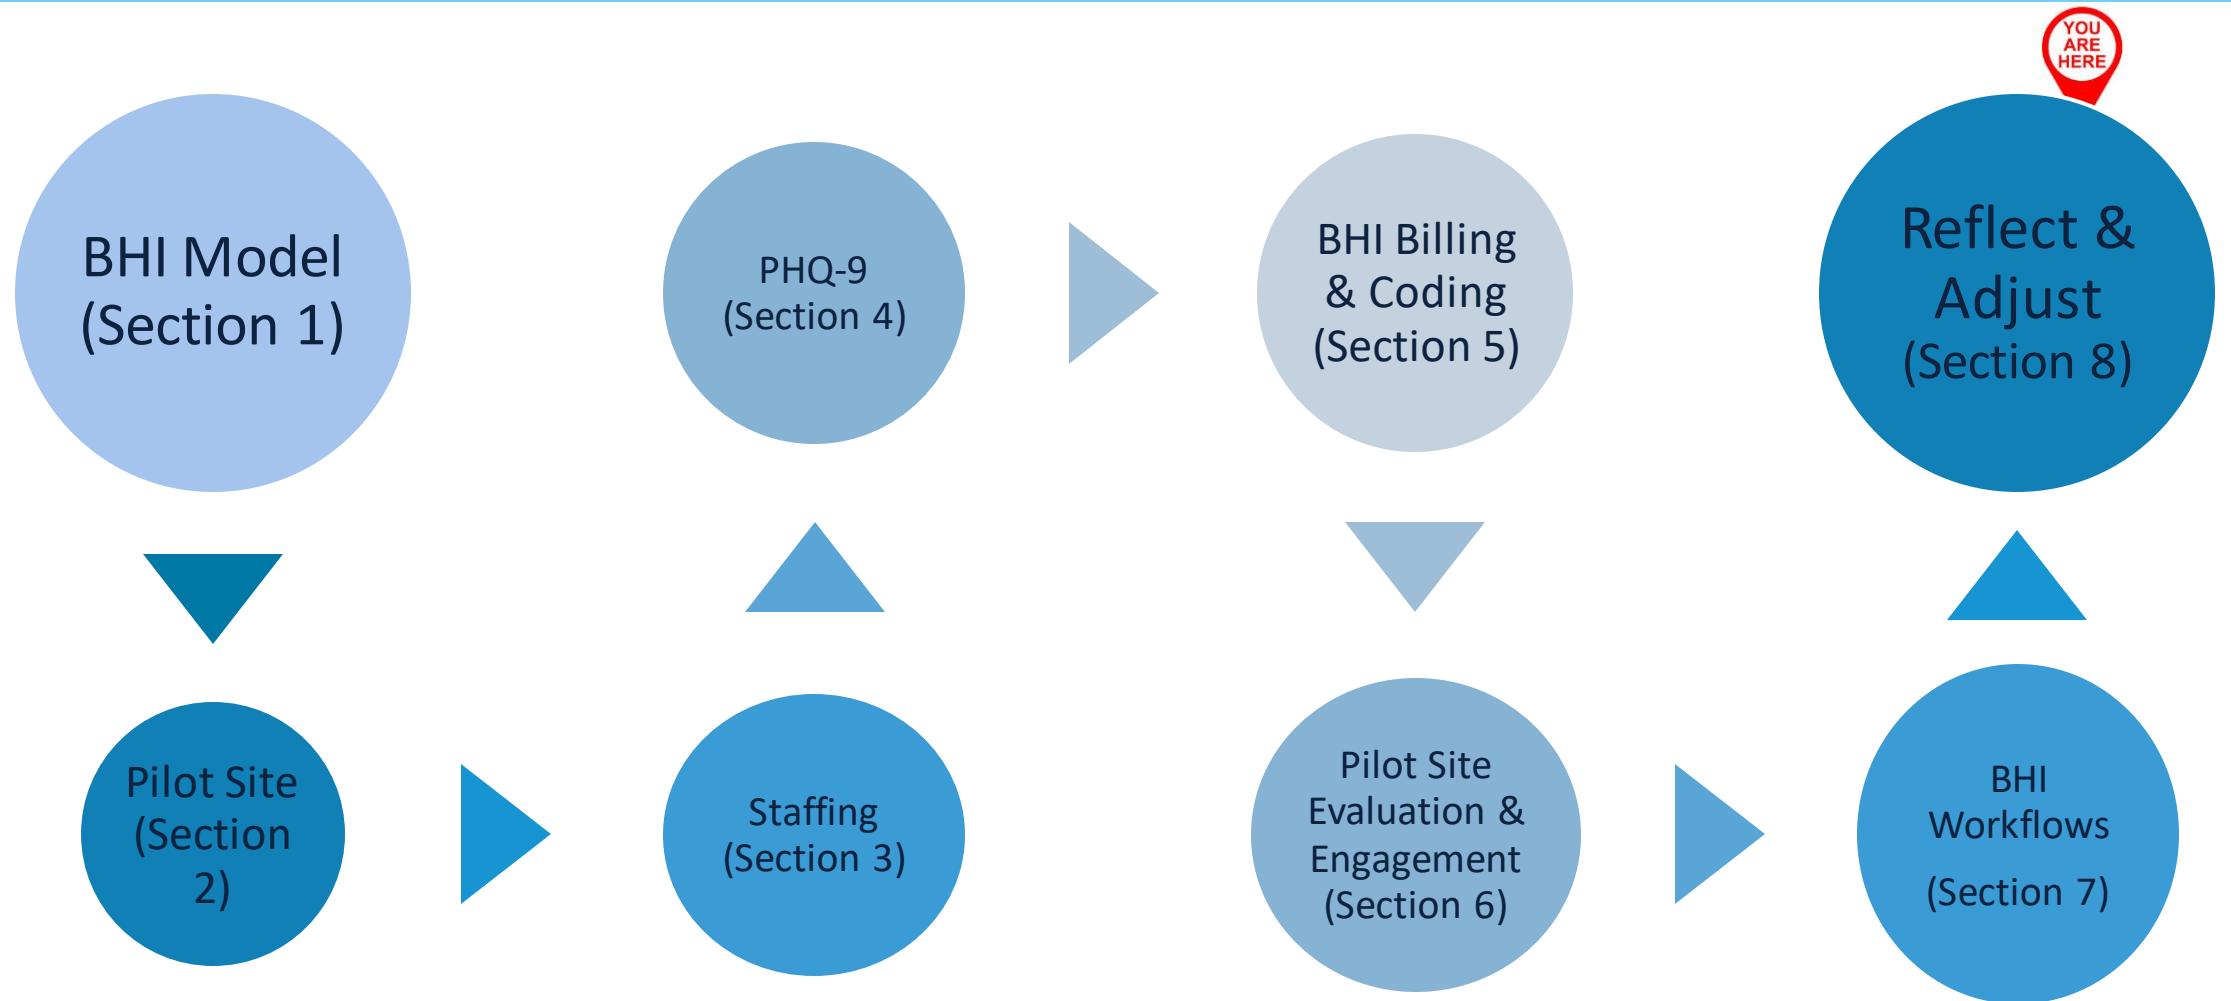 BHI Model
(Section 1)
Pilot Site
(Section
2)
Staffing
(Section 3)
PHQ-9
(Section 4)
BHI Billing
& Coding
(Section 5)
Pilot Site
Evaluation &
Engagement
(Section 6)
BHI
Workflows
(Section 7)
YOU
ARE
HERE
Reflect &
Adjust
(Section 8)